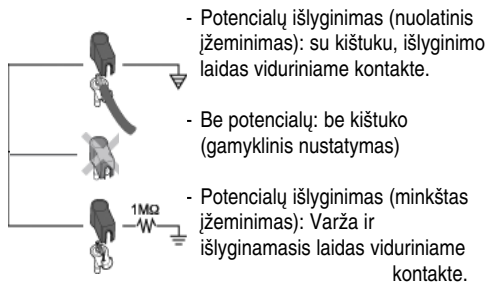 - Potencialų išlyginimas (nuolatinis
įžeminimas): su kištuku, išlyginimo
laidas viduriniame kontakte.
- Be potencialų: be kištuko
(gamyklinis nustatymas)
- Potencialų išlyginimas (minkštas
įžeminimas): Varža ir
išlyginamasis laidas viduriniame
kontakte.
1MΩ